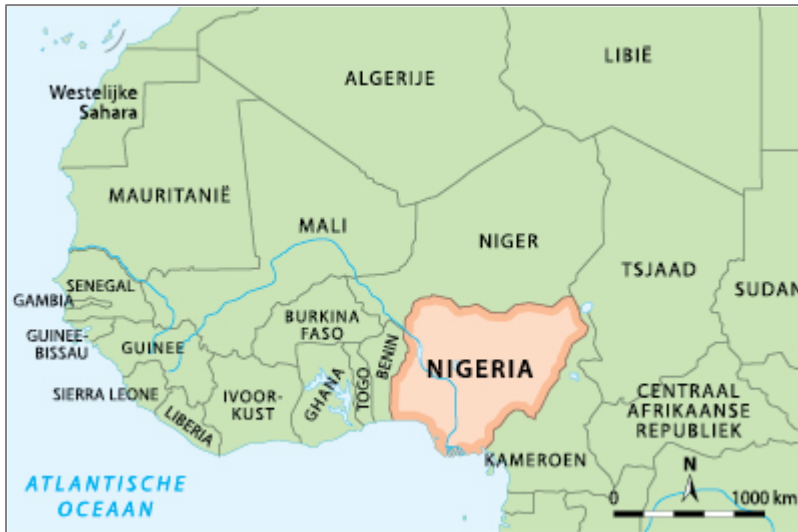 LIBIË
ALGERIJE
Westelijke
Sahara
MAURITANIË
MALI
NIGER
TSJAAD
SUDAN
SENEGAL
GAMBIA
GUINEE-
BISSAU
GUINEE
BURKINA
FASO
BENIN
NIGERIA
SIERRA LEONE
LIBERIA
IVOOR-
KUST
GHANA
TOGO
CENTRAAL
AFRIKAANSE
REPUBLIEK
KAMEROEN
ATLANTISCHE
OCEAAN
N
0 1000 km